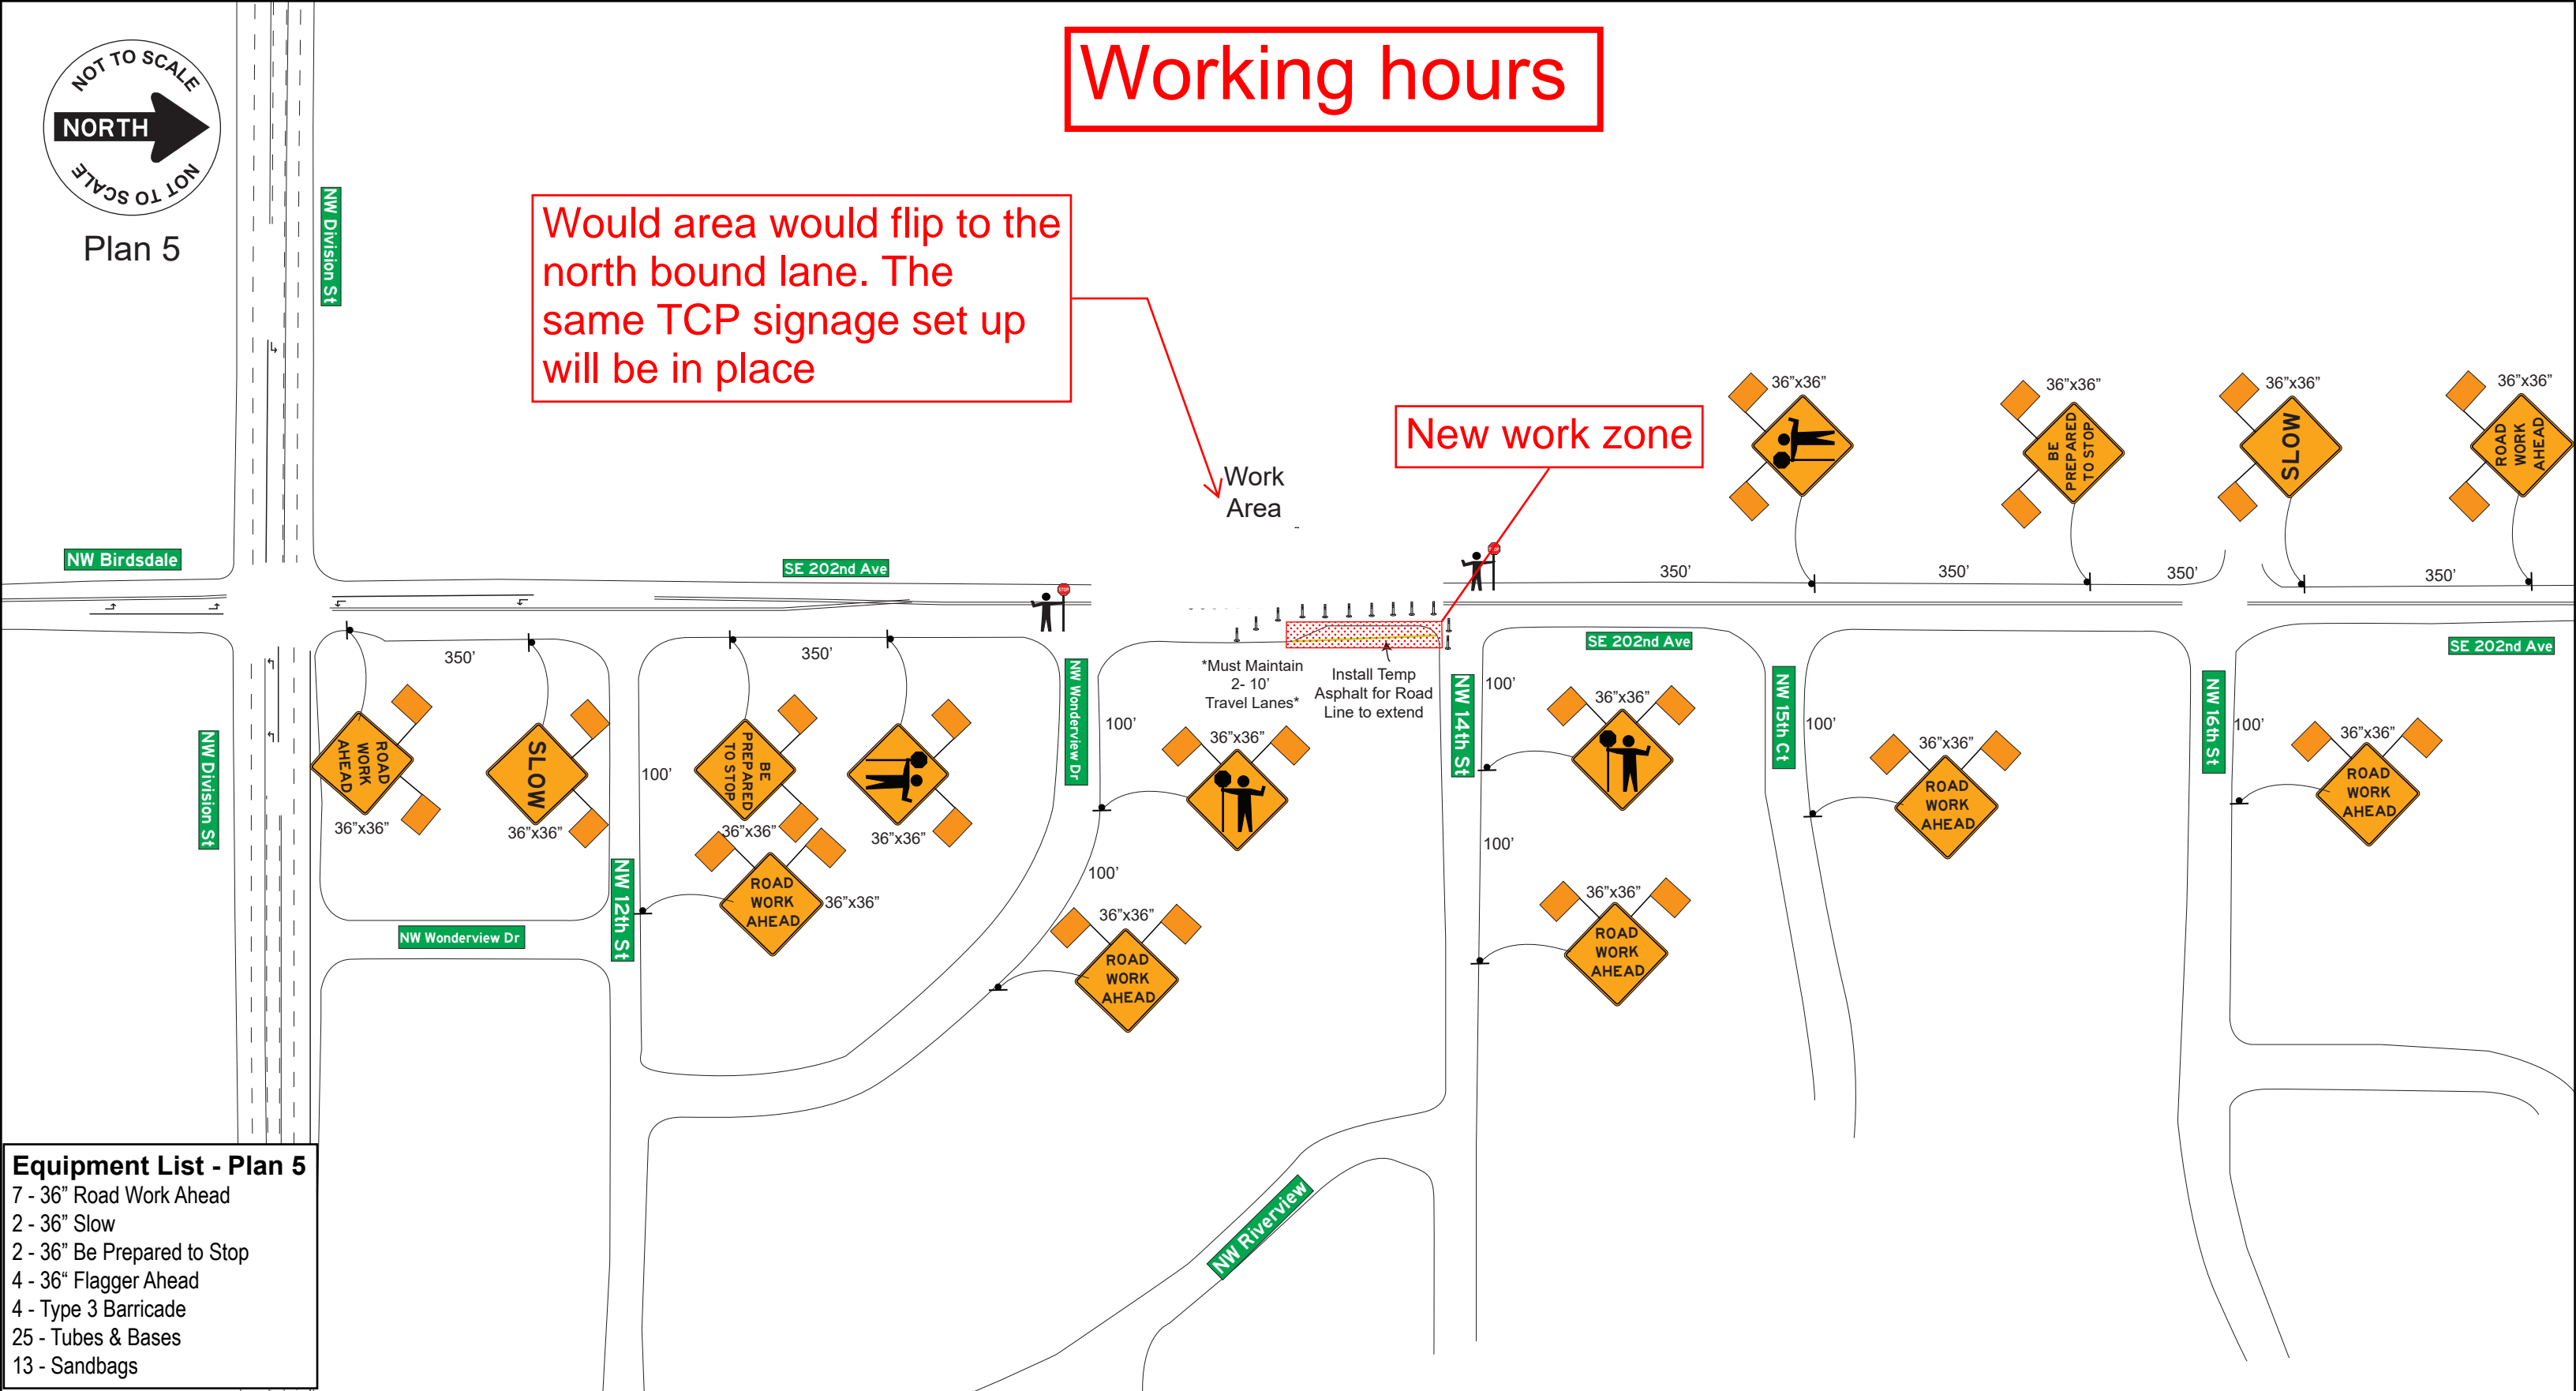 Working hours
NOT TO SCALE
NORTH
NOT TO SCALE
Plan 5
NW Division St
Would area would flip to the
north bound lane. The
same TCP signage set up
will be in place
New work zone
Work
Area
36”x36”
36”x36”
BE
PREPARED
TO STOP
36”x36”
SLOW
36”x36”
ROAD
WORK
AHEAD
NW Birdsdale
SE 202nd Ave
STOP
350’
350’
350’
350’
350’
350’
SE 202nd Ave
SE 202nd Ave
*Must Maintain
2- 10’
Travel Lanes*
Install Temp
Asphalt for Road
Line to extend
NW Division St
ROAD
WORK
AHEAD
36”x36”
SLOW
36”x36”
100’
BE
PREPARED
TO STOP
36”x36”
36”x36”
NW Wonderview Dr
100’
36”x36”
NW 14th St
100’
36”x36”
NW 15th Ct
100’
36”x36”
ROAD
WORK
AHEAD
NW 16th St
100’
36”x36”
ROAD
WORK
AHEAD
NW 12th St
ROAD
WORK
AHEAD
36”x36”
NW Wonderview Dr
100’
36”x36”
ROAD
WORK
AHEAD
100’
36”x36”
ROAD
WORK
AHEAD
NW Riverview
Equipment List - Plan 5
7 - 36” Road Work Ahead
2 - 36” Slow
2 - 36” Be Prepared to Stop
4 - 36“ Flagger Ahead
4 - Type 3 Barricade
25 - Tubes & Bases
13 - Sandbags